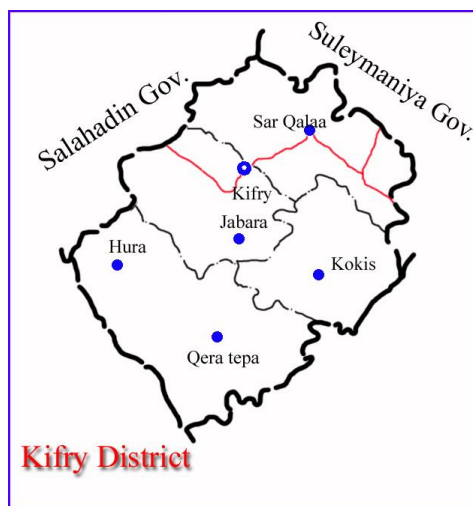 Suleymaniya Gov.
Salahadin Gov.
Sar Qalaa
Kifry
Jabara
Hura
Kokis
Qera tepa
Kifry District